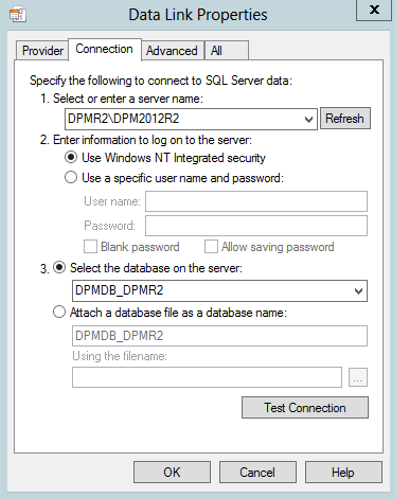 Data Link Properties
x
Provider Connection Advanced All
Specify the following to connect to SQL Server data:
1. Select or enter a server name:
DPMR2\DPM2012R2 Refresh
2. Enter information to log on to the server:
Use Windows NT Integrated security
Use a specific user name and password:
User name:
Password:
Blank password Allow saving password
3. Select the database on the server:
DPMDB_DPMR2
Attach a database file as a database name:
DPMDB_DPMR2
Using the filename:
...
Test Connection
OK Cancel Help